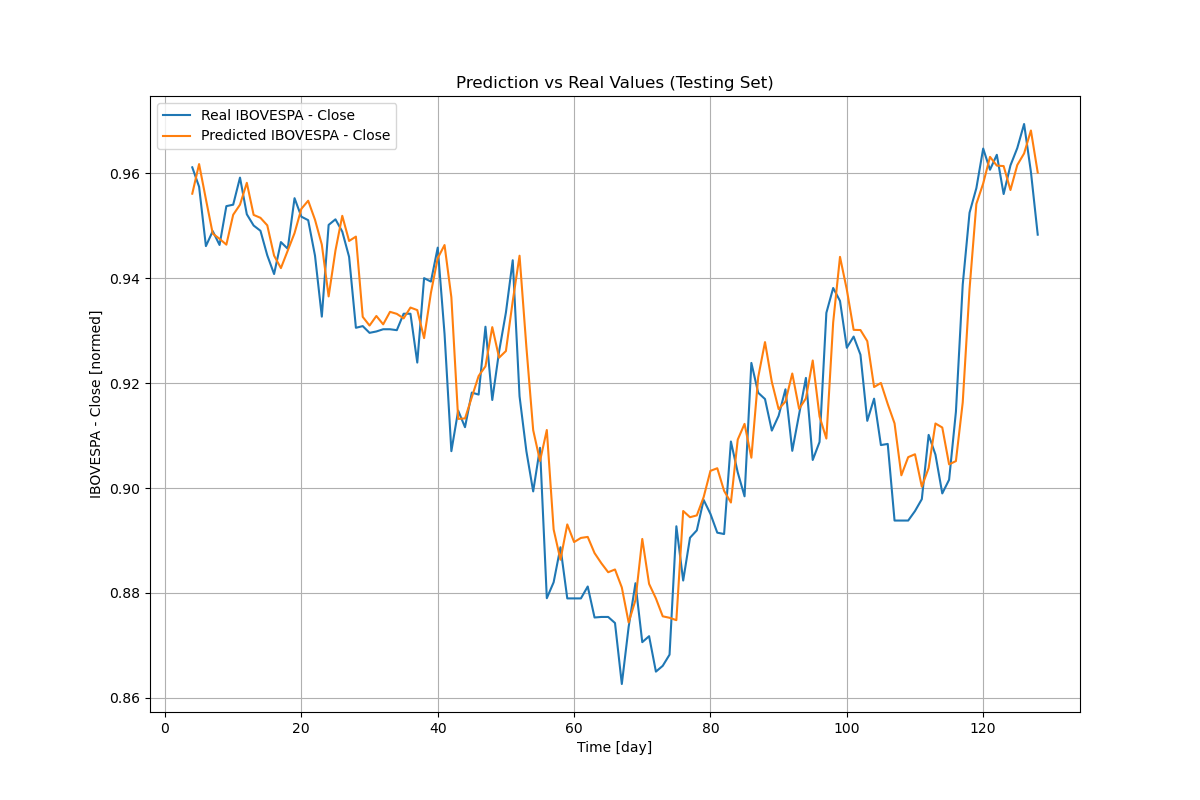 Prediction vs Real Values (Testing Set)
Real IBOVESPA - Close
Predicted IBOVESPA - Close
IBOVESPA - Close [normed]
0.96
0.94
0.92
0.90
0.88
0.86
0
20
40
60
80
100
120
Time [day]